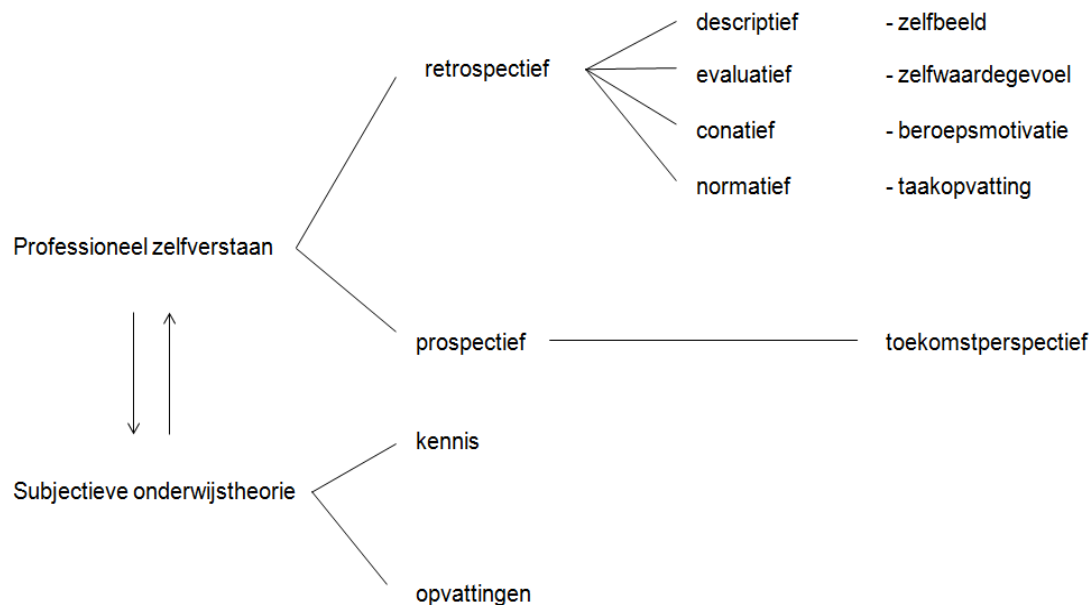 descriptief - zelfbeeld
retrospectief
evaluatief - zelfwaardegevoel
conatief - beroepsmotivatie
normatief - taakopvatting
Professioneel zelfverstaan
prospectief toekomstperspectief
kennis
Subjectieve onderwijstheorie
opvattingen